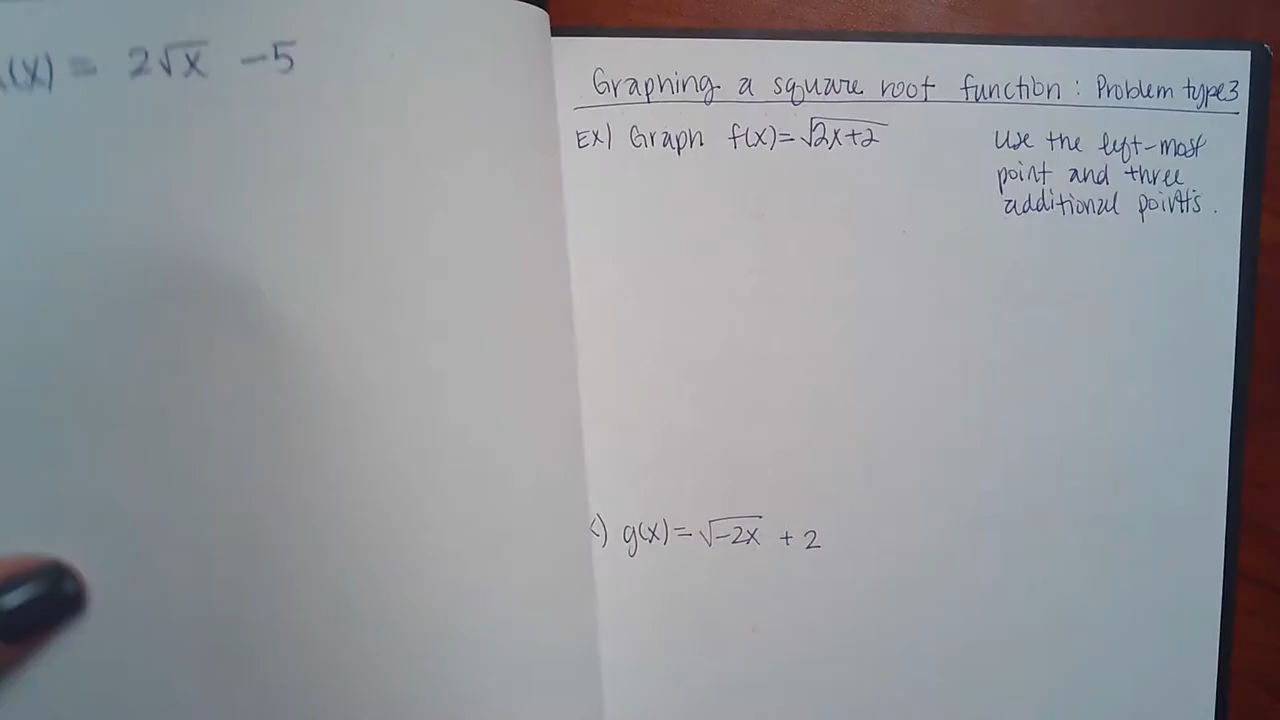 (x) = 2√x - 5
Graphing a square root function : Problem type 3
EX) Graph f(x)=√2x+2
Use the left-most
point and three
additional points.
g(x)=√-2x + 2